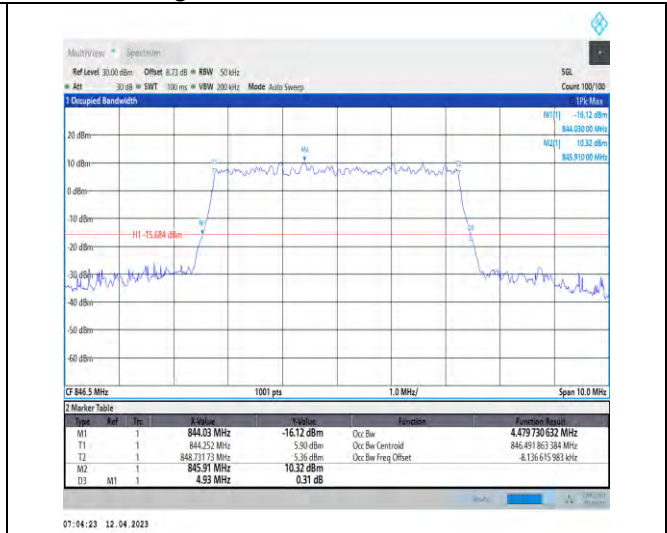 MultiView Spectrum
Ref Level 30.00 dBm Offset 8.73 dB RBW 50 kHz SGL
Att 30 dB SWT 100 ms VBW 200 kHz Mode Auto Sweep Count 100/100
1 Occupied Bandwidth 1Pk Max
M1[1] -16.12 dBm
844.030 00 MHz
M2[1] 10.32 dBm
845.910 00 MHz
20 dBm
10 dBm
0 dBm
-10 dBm
H1 -15.684 dBm
-20 dBm
-30 dBm
-40 dBm
-50 dBm
-60 dBm
CF 846.5 MHz 1001 pts 1.0 MHz/ Span 10.0 MHz
2 Marker Table
Type Ref Trc X-Value Y-Value Function Function Result
M1 1 844.03 MHz -16.12 dBm Occ Bw 4.479 730 632 MHz
T1 1 844.252 MHz 5.90 dBm Occ Bw Centroid 846.491 863 384 MHz
T2 1 848.73173 MHz 5.36 dBm Occ Bw Freq Offset -8.136 615 983 kHz
M2 1 845.91 MHz 10.32 dBm
D3 M1 1 4.93 MHz 0.31 dB
07:04:23 12.04.2023